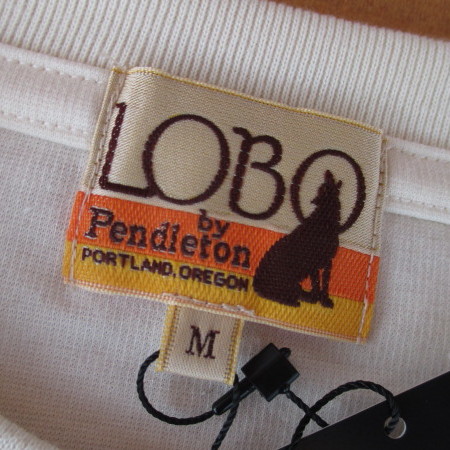 LOBO
by
Pendleton
PORTLAND, OREGON
M